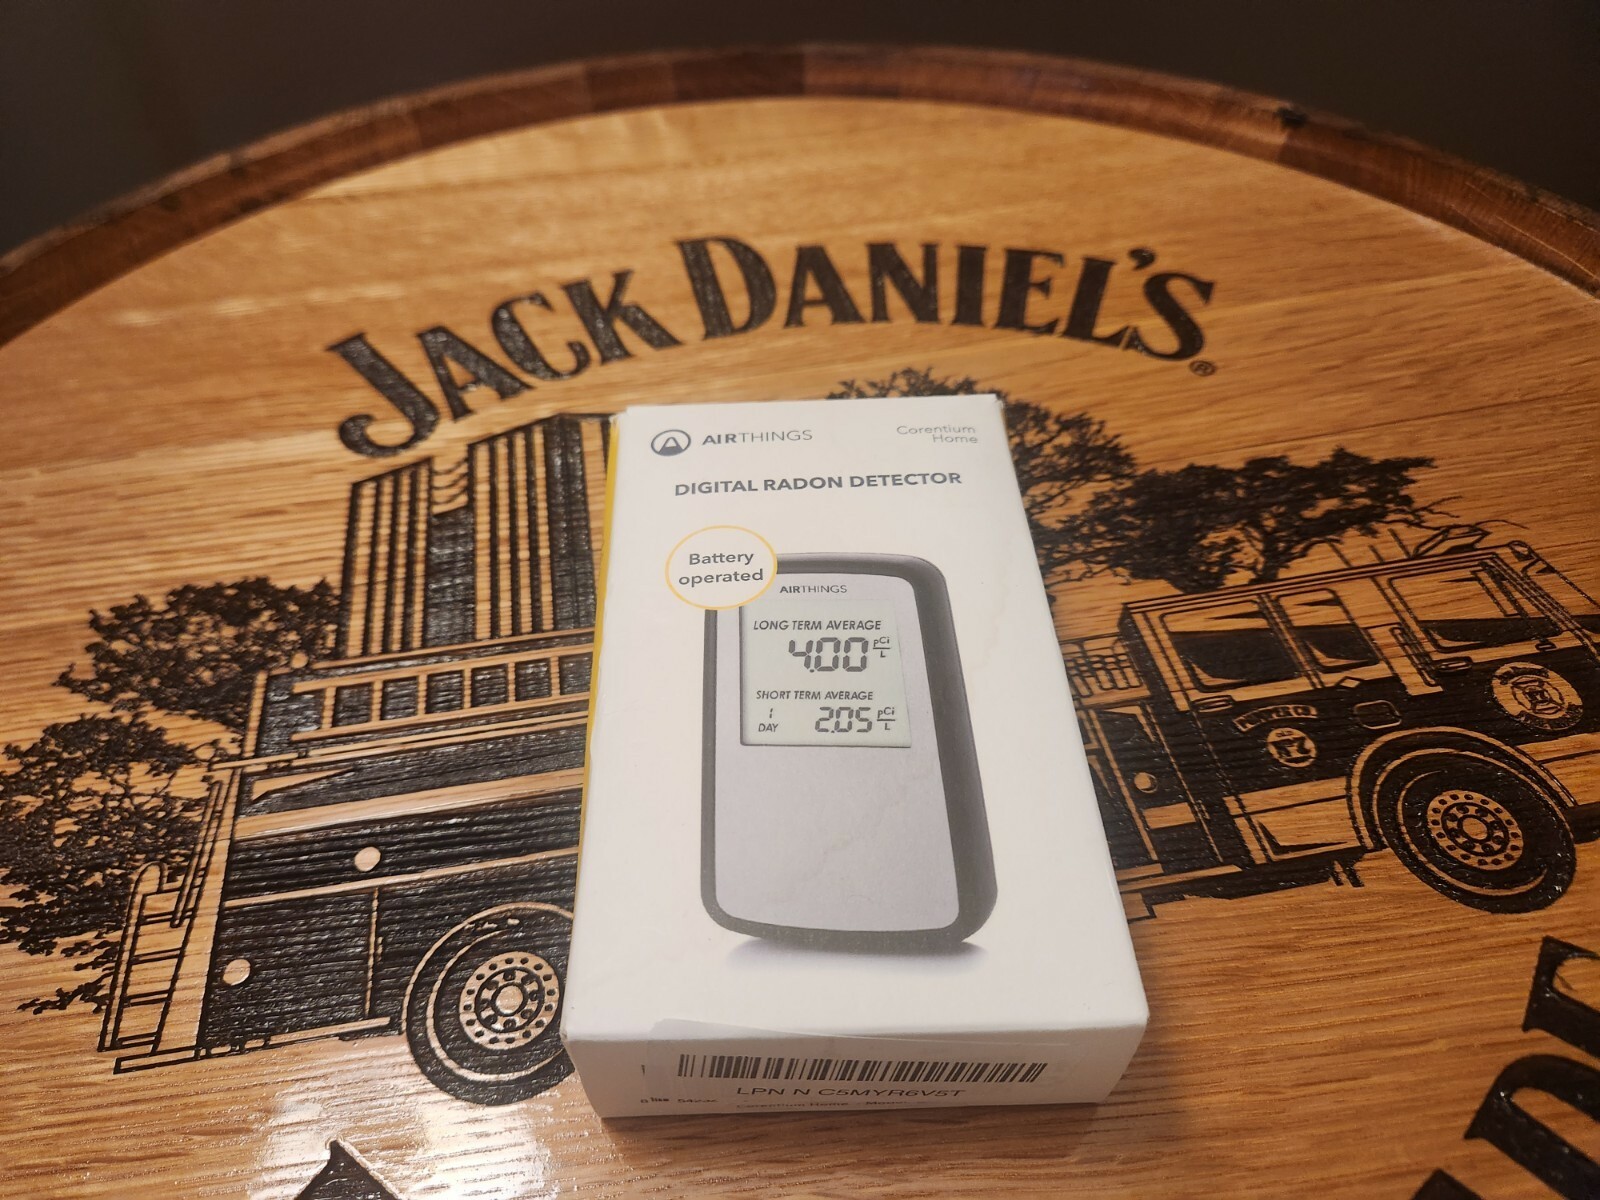 JACK DANIEL'S®
AIRTHINGS
Corentium
Home
DIGITAL RADON DETECTOR
Battery
operated
AIRTHINGS
LONG TERM AVERAGE
4.00 pCi/L
SHORT TERM AVERAGE
1
DAY
2.05 pCi/L
57
LPN N C5MYR6V5T